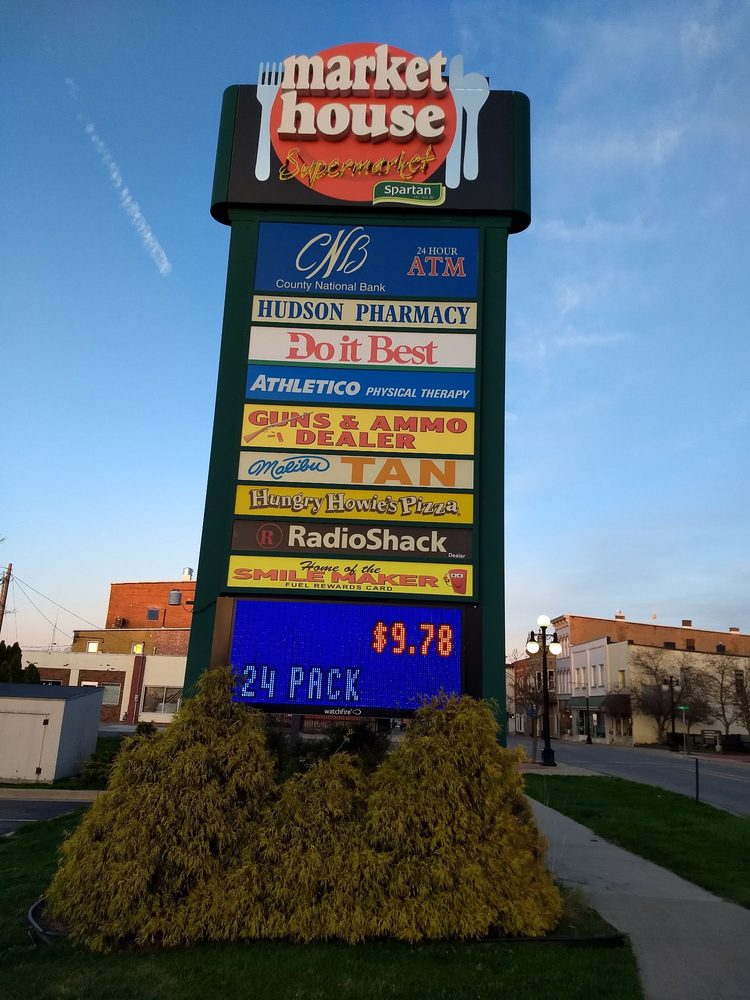 market
house
Supermarket
Spartan
CNB
24 HOUR
ATM
County National Bank
HUDSON PHARMACY
Do it Best
ATHLETICO PHYSICAL THERAPY
GUNS & AMMO
DEALER
Malibu TAN
Hungry Howie's Pizza
R RadioShack
Dealer
Home of the
SMILE MAKER
FUEL REWARDS CARD
$9.78
24 PACK
watchfire